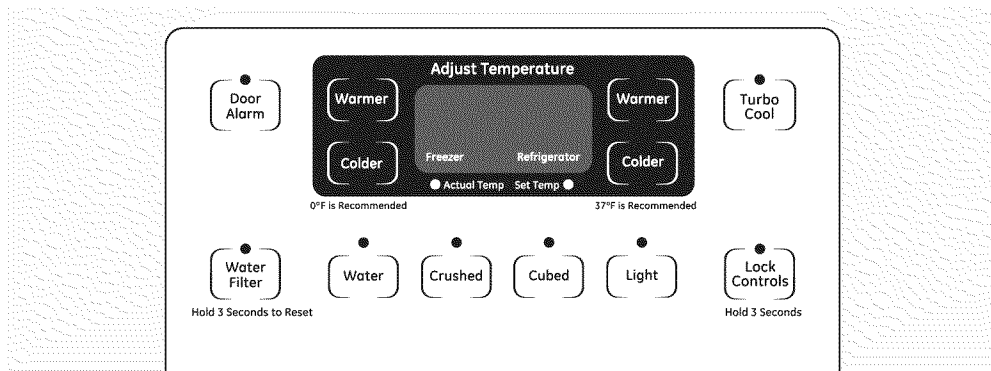 Adjust Temperature
Door
Alarm
Warmer
Warmer
Turbo
Cool
Colder
Freezer
Refrigerator
Colder
Actual Temp
Set Temp
0°F is Recommended
37°F is Recommended
Water
Filter
Water
Crushed
Cubed
Light
Lock
Controls
Hold 3 Seconds to Reset
Hold 3 Seconds